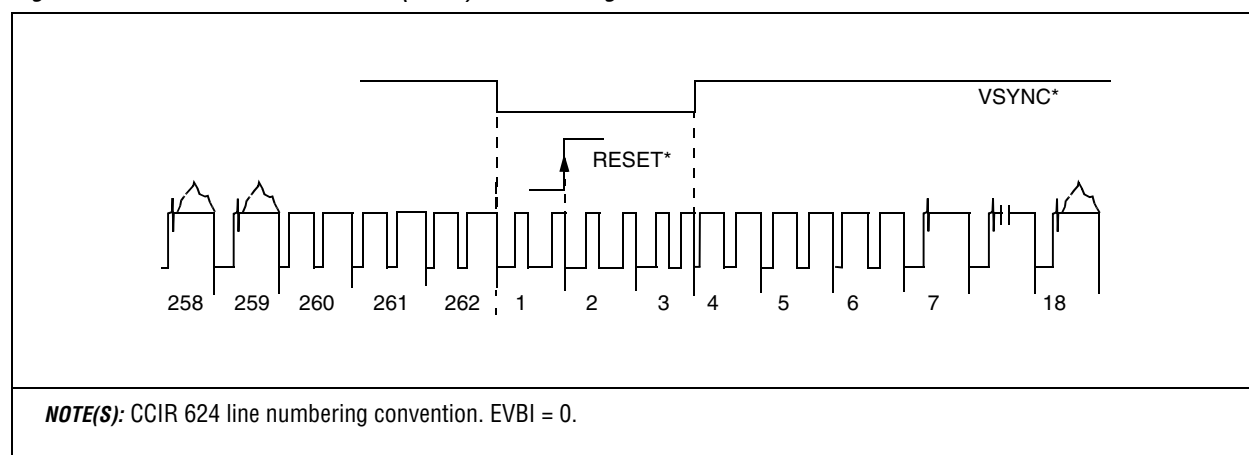 VSYNC*
RESET*
258 259 260 261 262 1 2 3 4 5 6 7 18
NOTE(S): CCIR 624 line numbering convention. EVBI = 0.